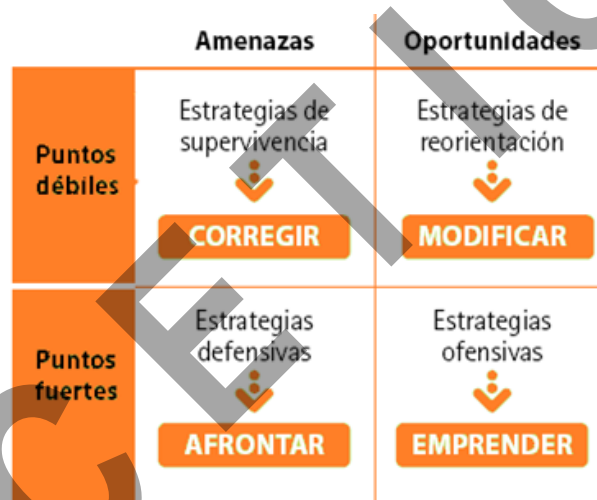 Amenazas
Oportunidades
Puntos
débiles
Estrategias de
supervivencia
CORREGIR
Estrategias de
reorientación
MODIFICAR
Puntos
fuertes
Estrategias
defensivas
AFRONTAR
Estrategias
ofensivas
EMPRENDER